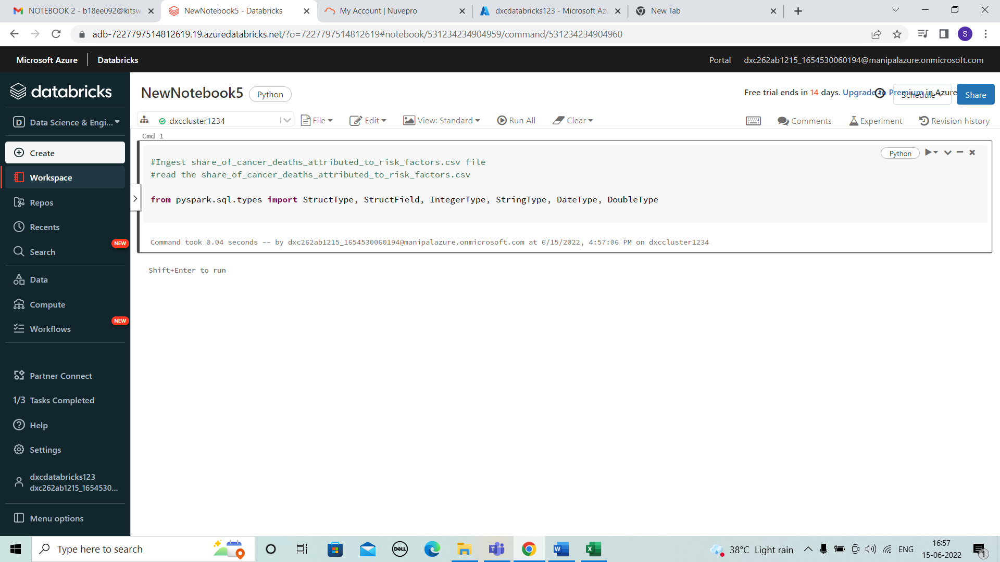 NOTEBOOK 2 - b18ee092@kitsw
NewNotebook5 - Databricks
My Account | Nuvepro
dxcdatabricks123 - Microsoft Azu
New Tab
adb-7227797514812619.19.azuredatabricks.net/?o=7227797514812619#notebook/531234234904959/command/531234234904960
S
Microsoft Azure
Databricks
Portal
dxc262ab1215_1654530060194@manipalazure.onmicrosoft.com
databricks
D Data Science & Engi...
Create
Workspace
Repos
Recents
NEW
Search
Data
Compute
NEW
Workflows
Partner Connect
1/3 Tasks Completed
Help
Settings
dxcdatabricks123
dxc262ab1215_1654530...
Menu options
NewNotebook5
Python
Free trial ends in 14 days. Upgrade to Premium in Azure
Schedule
Share
dxccluster1234
File
Edit
View: Standard
Run All
Clear
Comments
Experiment
Revision history
Cmd 1
Python
#Ingest share_of_cancer_deaths_attributed_to_risk_factors.csv file
#read the share_of_cancer_deaths_attributed_to_risk_factors.csv
from pyspark.sql.types import StructType, StructField, IntegerType, StringType, DateType, DoubleType
Command took 0.04 seconds -- by dxc262ab1215_1654530060194@manipalazure.onmicrosoft.com at 6/15/2022, 4:57:06 PM on dxccluster1234
Shift+Enter to run
Type here to search
DELL
W
X
38°C Light rain
ENG
16:57
15-06-2022
1